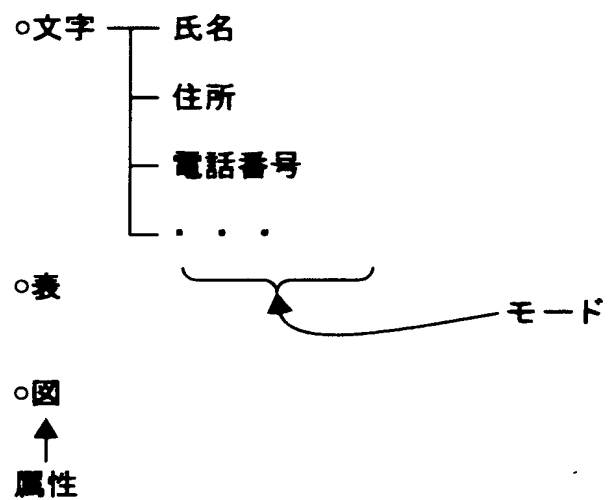 ○文字 氏名
住所
電話番号
・・・
○表
モード
○図
属性